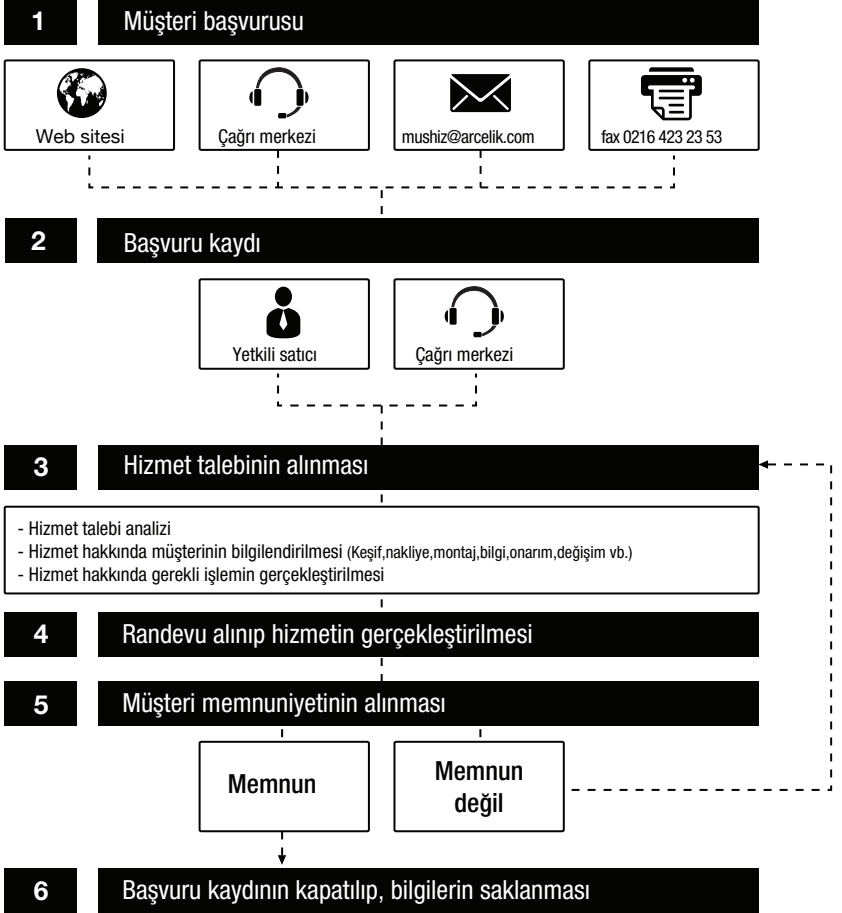 1 Müşteri başvurusu
Web sitesi
Çağrı merkezi
mushiz@arcelik.com
fax 0216 423 23 53
2 Başvuru kaydı
Yetkili satıcı
Çağrı merkezi
3 Hizmet talebinin alınması
- Hizmet talebi analizi
- Hizmet hakkında müşterinin bilgilendirilmesi (Keşif,nakliye,montaj,bilgi,onarım,değişim vb.)
- Hizmet hakkında gerekli işlemin gerçekleştirilmesi
4 Randevu alınıp hizmetin gerçekleştirilmesi
5 Müşteri memnuniyetinin alınması
Memnun
Memnun
değil
6 Başvuru kaydının kapatılıp, bilgilerin saklanması